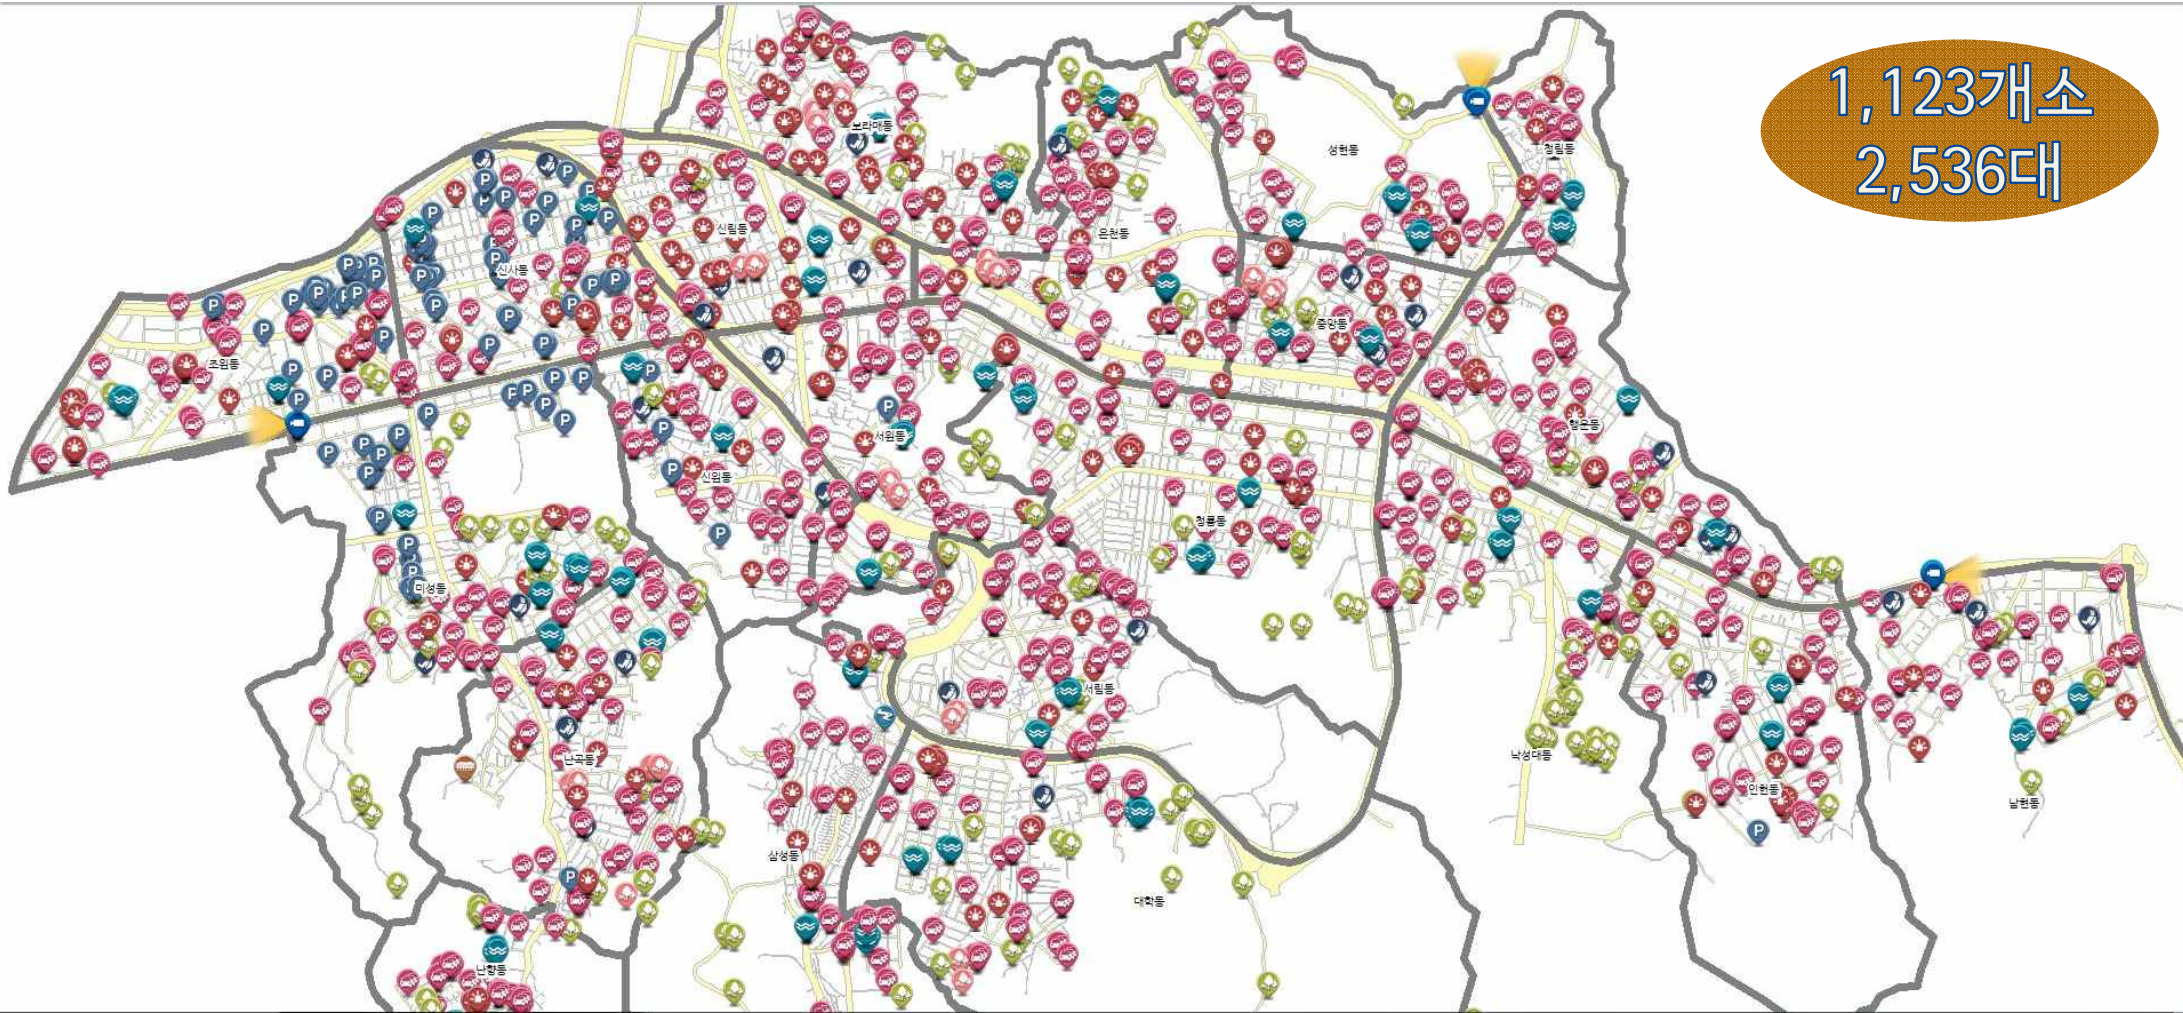 1,123개소
2,536대
보라매동
성현동
청림동
신림동
은천동
신사동
중앙동
조원동
행운동
서원동
신원동
청룡동
미성동
서림동
난곡동
낙성대동
인헌동
남현동
삼성동
대학동
난향동